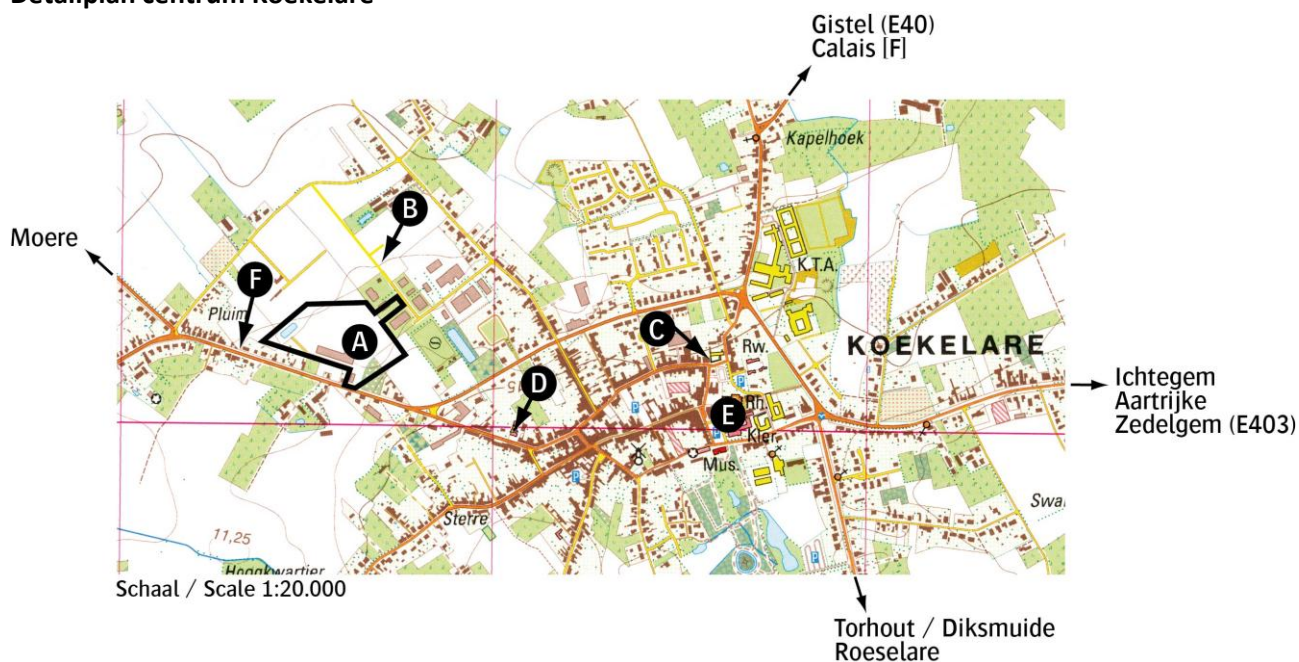 Detailplan centrum Koekelare
Gistel (E40)
Calais [F]
Kapelhoek
B
Moere
K.T.A.
F
Pluim
C
A
Rw.
KOEKELARE
D
Ichtegem
Aartrijke
Zedelgem (E403)
E
Rh.
Kler.
Mus.
P
P
P
P
P
P
Sterre
Swa
11,25
Hoogkwartier
Schaal / Scale 1:20.000
Torhout / Diksmuide
Roeselare